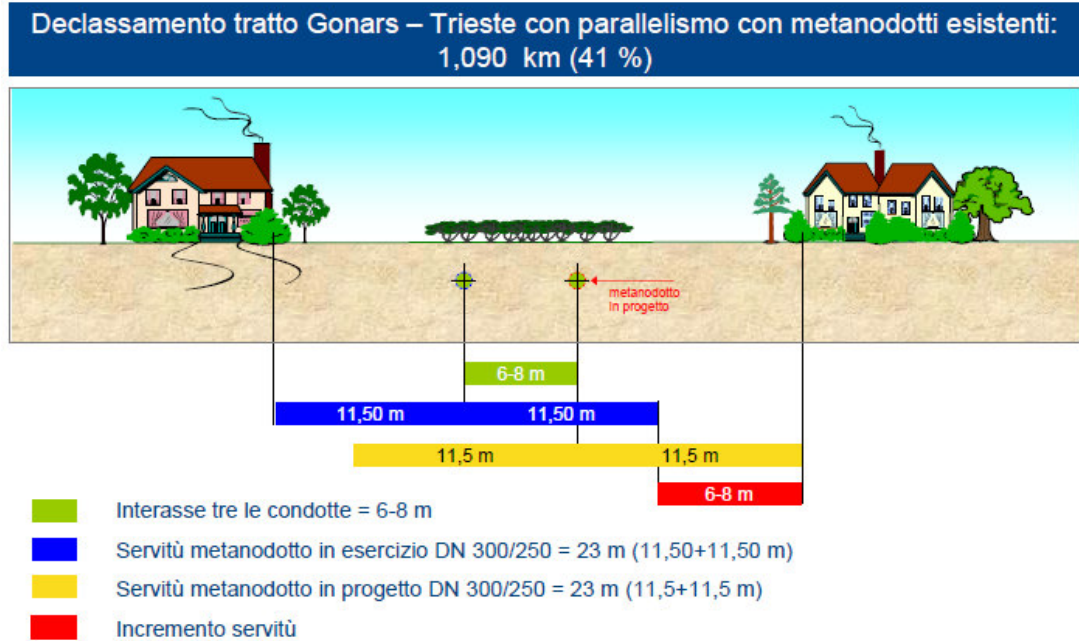 Declassamento tratto Gonars – Trieste con parallelismo con metanodotti esistenti:
1,090 km (41 %)
metanodotto
in progetto
6-8 m
11,50 m 11,50 m
11,5 m 11,5 m
6-8 m
Interasse tre le condotte = 6-8 m
Servitù metanodotto in esercizio DN 300/250 = 23 m (11,50+11,50 m)
Servitù metanodotto in progetto DN 300/250 = 23 m (11,5+11,5 m)
Incremento servitù